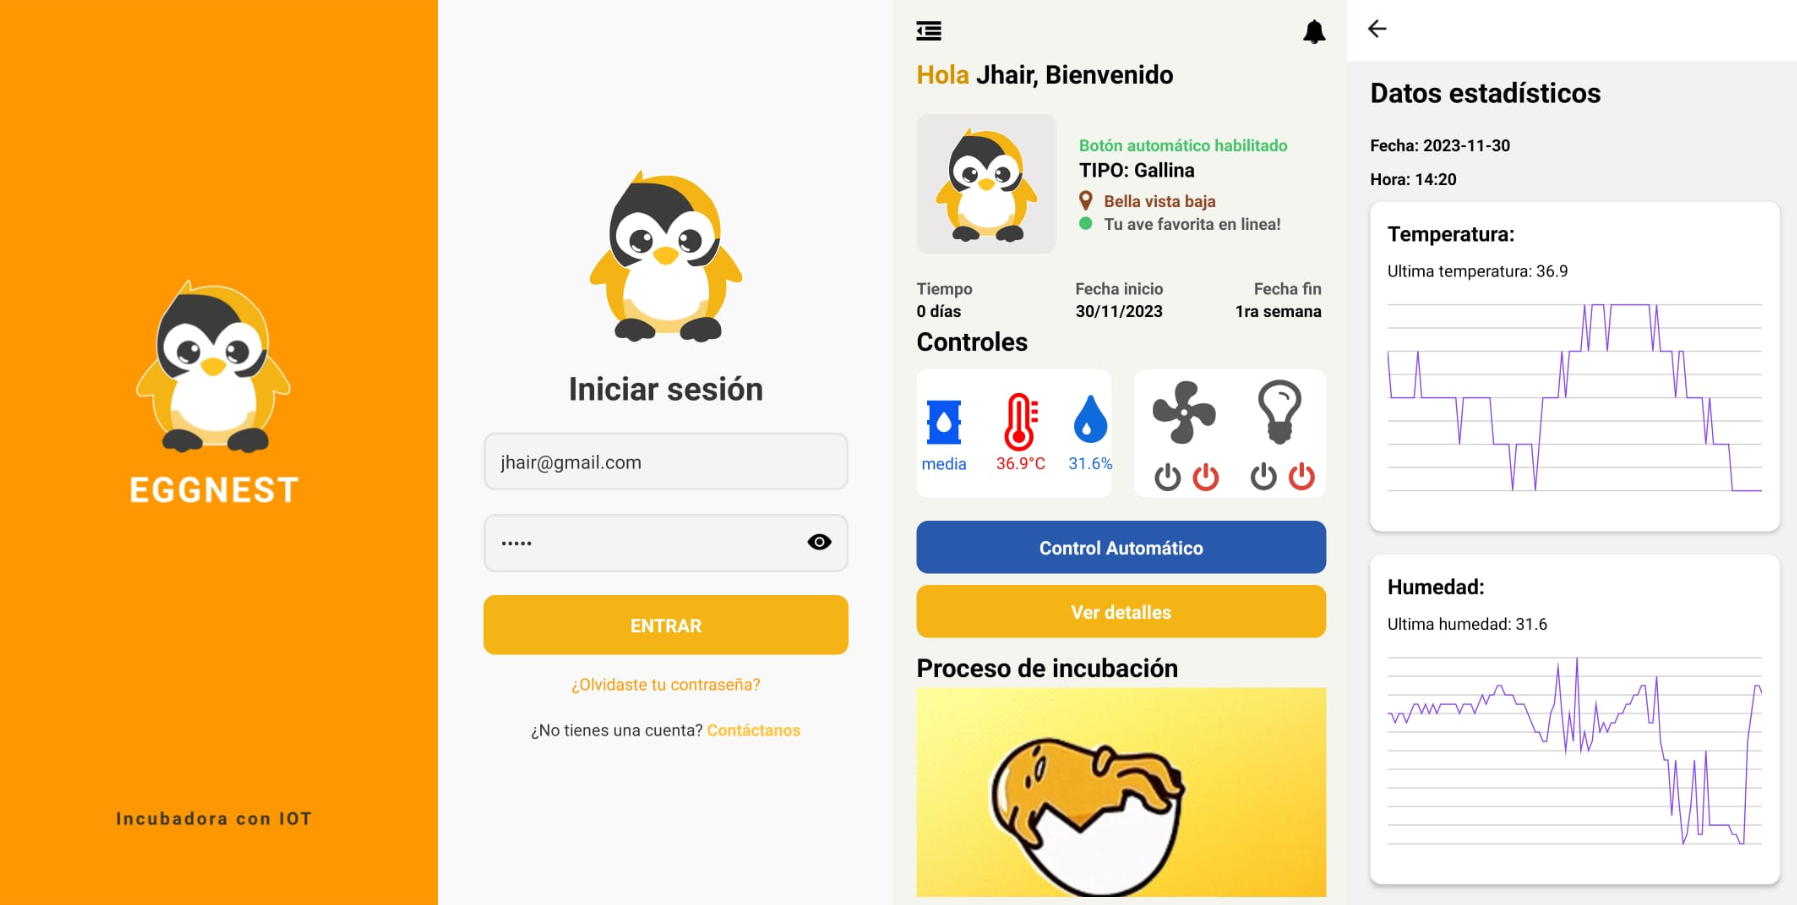 EGGNEST
Incubadora con IOT
Iniciar sesión
jhair@gmail.com
•••••
ENTRAR
¿Olvidaste tu contraseña?
¿No tienes una cuenta? Contáctanos
Hola Jhair, Bienvenido
Botón automático habilitado
TIPO: Gallina
Bella vista baja
Tu ave favorita en linea!
Tiempo Fecha inicio Fecha fin
0 días 30/11/2023 1ra semana
Controles
media 36.9°C 31.6%
Control Automático
Ver detalles
Proceso de incubación
Datos estadísticos
Fecha: 2023-11-30
Hora: 14:20
Temperatura:
Ultima temperatura: 36.9
Humedad:
Ultima humedad: 31.6